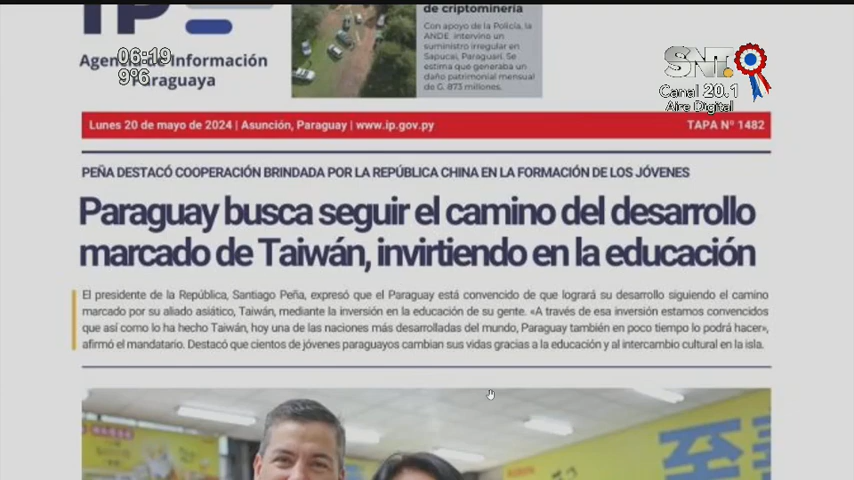 de criptominería
Con apoyo de la Policía, la
ANDE intervino un
suministro irregular en
Sapucai, Paraguarí. Se
estima que generaba un
daño patrimonial mensual
de G. 873 millones.
IP
Agencia de Información
Paraguaya
06:19
9°6
SNT
Canal 20.1
Aire Digital
Lunes 20 de mayo de 2024 | Asunción, Paraguay | www.ip.gov.py
TAPA Nº 1482
PEÑA DESTACÓ COOPERACIÓN BRINDADA POR LA REPÚBLICA CHINA EN LA FORMACIÓN DE LOS JÓVENES
Paraguay busca seguir el camino del desarrollo
marcado de Taiwán, invirtiendo en la educación
El presidente de la República, Santiago Peña, expresó que el Paraguay está convencido de que logrará su desarrollo siguiendo el camino
marcado por su aliado asiático, Taiwán, mediante la inversión en la educación de su gente. «A través de esa inversión estamos convencidos
que así como lo ha hecho Taiwán, hoy una de las naciones más desarrolladas del mundo, Paraguay también en poco tiempo lo podrá hacer»,
afirmó el mandatario. Destacó que cientos de jóvenes paraguayos cambian sus vidas gracias a la educación y al intercambio cultural en la isla.
至